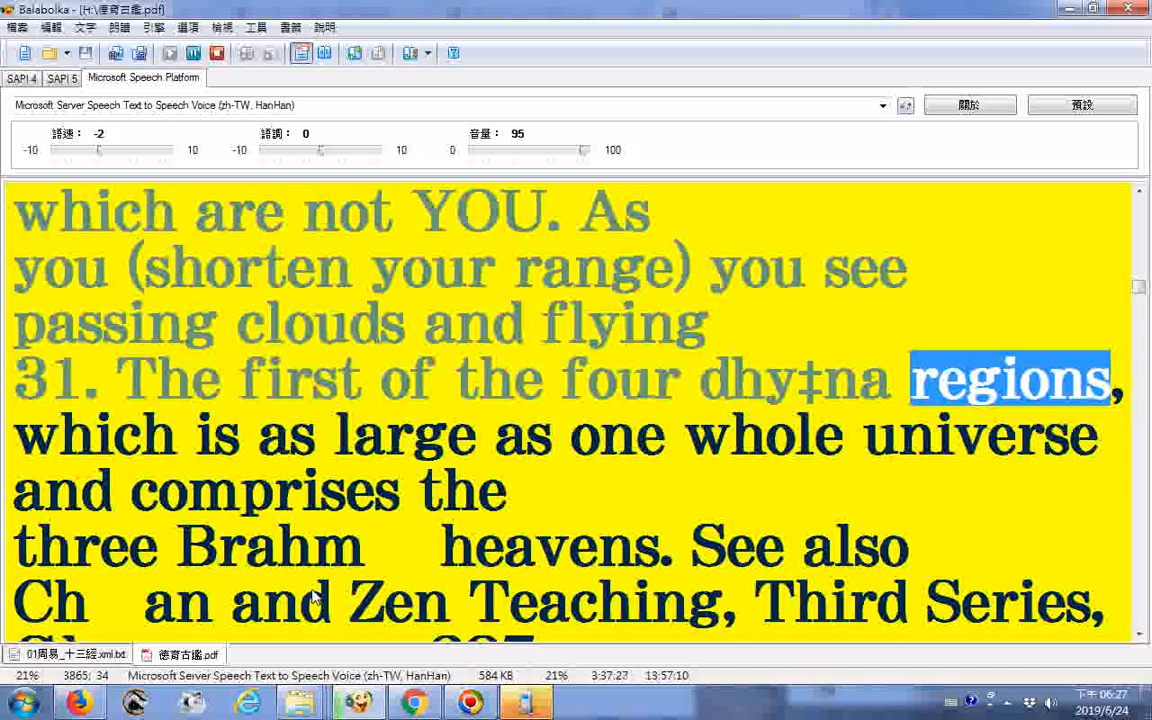 Balabolka - [H:\德育古鑑.pdf]
檔案 編輯 文字 朗讀 引擎 選項 檢視 工具 書籤 說明
SAPI 4 SAPI 5 Microsoft Speech Platform
Microsoft Server Speech Text to Speech Voice (zh-TW, HanHan) 關於 預設
語速： -2 語調： 0 音量： 95
-10 10 -10 10 0 100
which are not YOU. As
you (shorten your range) you see
passing clouds and flying
31. The first of the four dhy‡na regions,
which is as large as one whole universe
and comprises the
three Brahm heavens. See also
Ch an and Zen Teaching, Third Series,
01周易_十三經.xml.txt 德育古鑑.pdf
21% 3865: 34 Microsoft Server Speech Text to Speech Voice (zh-TW, HanHan) 584 KB 21% 3:37:27 13:57:10
下午 06:27
2019/6/24